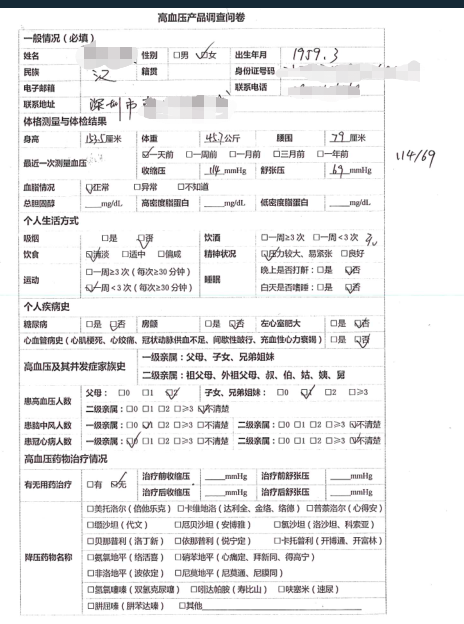 高血压产品调查问卷
一般情况（必填）
姓名 性别 □男 ☑女 出生年月 1959.3
民族 汉 籍贯 身份证号码
电子邮箱 联系电话
联系地址 深圳市
体格测量与体检结果
身高 153.5厘米 体重 45.7公斤 腰围 79厘米
最近一次测量血压 ☑一天前 □一周前 □一月前 □三月前 □一年前
收缩压 114 mmHg 舒张压 69 mmHg 114/69
血脂情况 ☑正常 □异常 □不知道
总胆固醇 ____mg/dL 高密度脂蛋白 ____mg/dL 低密度脂蛋白 ____mg/dL
个人生活方式
吸烟 □是 ☑否 饮酒 □一周≥3次 □一周<3次
饮食 ☑清淡 □适中 □偏咸 精神状况 ☑压力较大、易紧张 □良好
运动 □一周≥3次（每次≥30分钟） 睡眠 晚上是否打鼾：□是 ☑否
☑一周<3次（每次≥30分钟） 白天是否嗜睡：□是 ☑否
个人疾病史
糖尿病 □是 ☑否 房颤 □是 ☑否 左心室肥大 □是 ☑否
心血管病史（心肌梗死、心绞痛、冠状动脉供血不足、间歇性跛行、充血性心力衰竭） □是 ☑否
高血压及其并发症家族史 一级亲属：父母、子女、兄弟姐妹
二级亲属：祖父母、外祖父母、叔、伯、姑、姨、舅
患高血压人数 父母：□0 □1 ☑2 子女、兄弟姐妹：□0 ☑1 □2 □≥3
二级亲属：□0 □1 □2 □≥3 ☑不清楚
患脑中风人数 一级亲属：□0 ☑1 □2 □≥3 □不清楚 二级亲属：□0 □1 □2 □≥3 ☑不清楚
患冠心病人数 一级亲属：☑0 □1 □2 □≥3 □不清楚 二级亲属：□0 □1 □2 □≥3 ☑不清楚
高血压药物治疗情况
有无用药治疗 □有 ☑无 治疗前收缩压 ____mmHg 治疗前舒张压 ____mmHg
治疗后收缩压 ____mmHg 治疗后舒张压 ____mmHg
降压药物名称 □美托洛尔（倍他乐克） □卡维地洛（达利全、金络、络德） □普萘洛尔（心得安）
□缬沙坦（代文） □厄贝沙坦（安博维） □氯沙坦（洛沙坦、科素亚）
□贝那普利（洛丁新） □依那普利（悦宁定） □卡托普利（开博通、开富林）
□氨氯地平（络活喜） □硝苯地平（心痛定、拜新同、得高宁）
□非洛地平（波依定） □尼莫地平（尼莫通、尼膜同）
□氢氯噻嗪（双氢克尿噻） □吲达帕胺（寿比山） □呋塞米（速尿）
□肼屈嗪（肼苯达嗪） □其他____